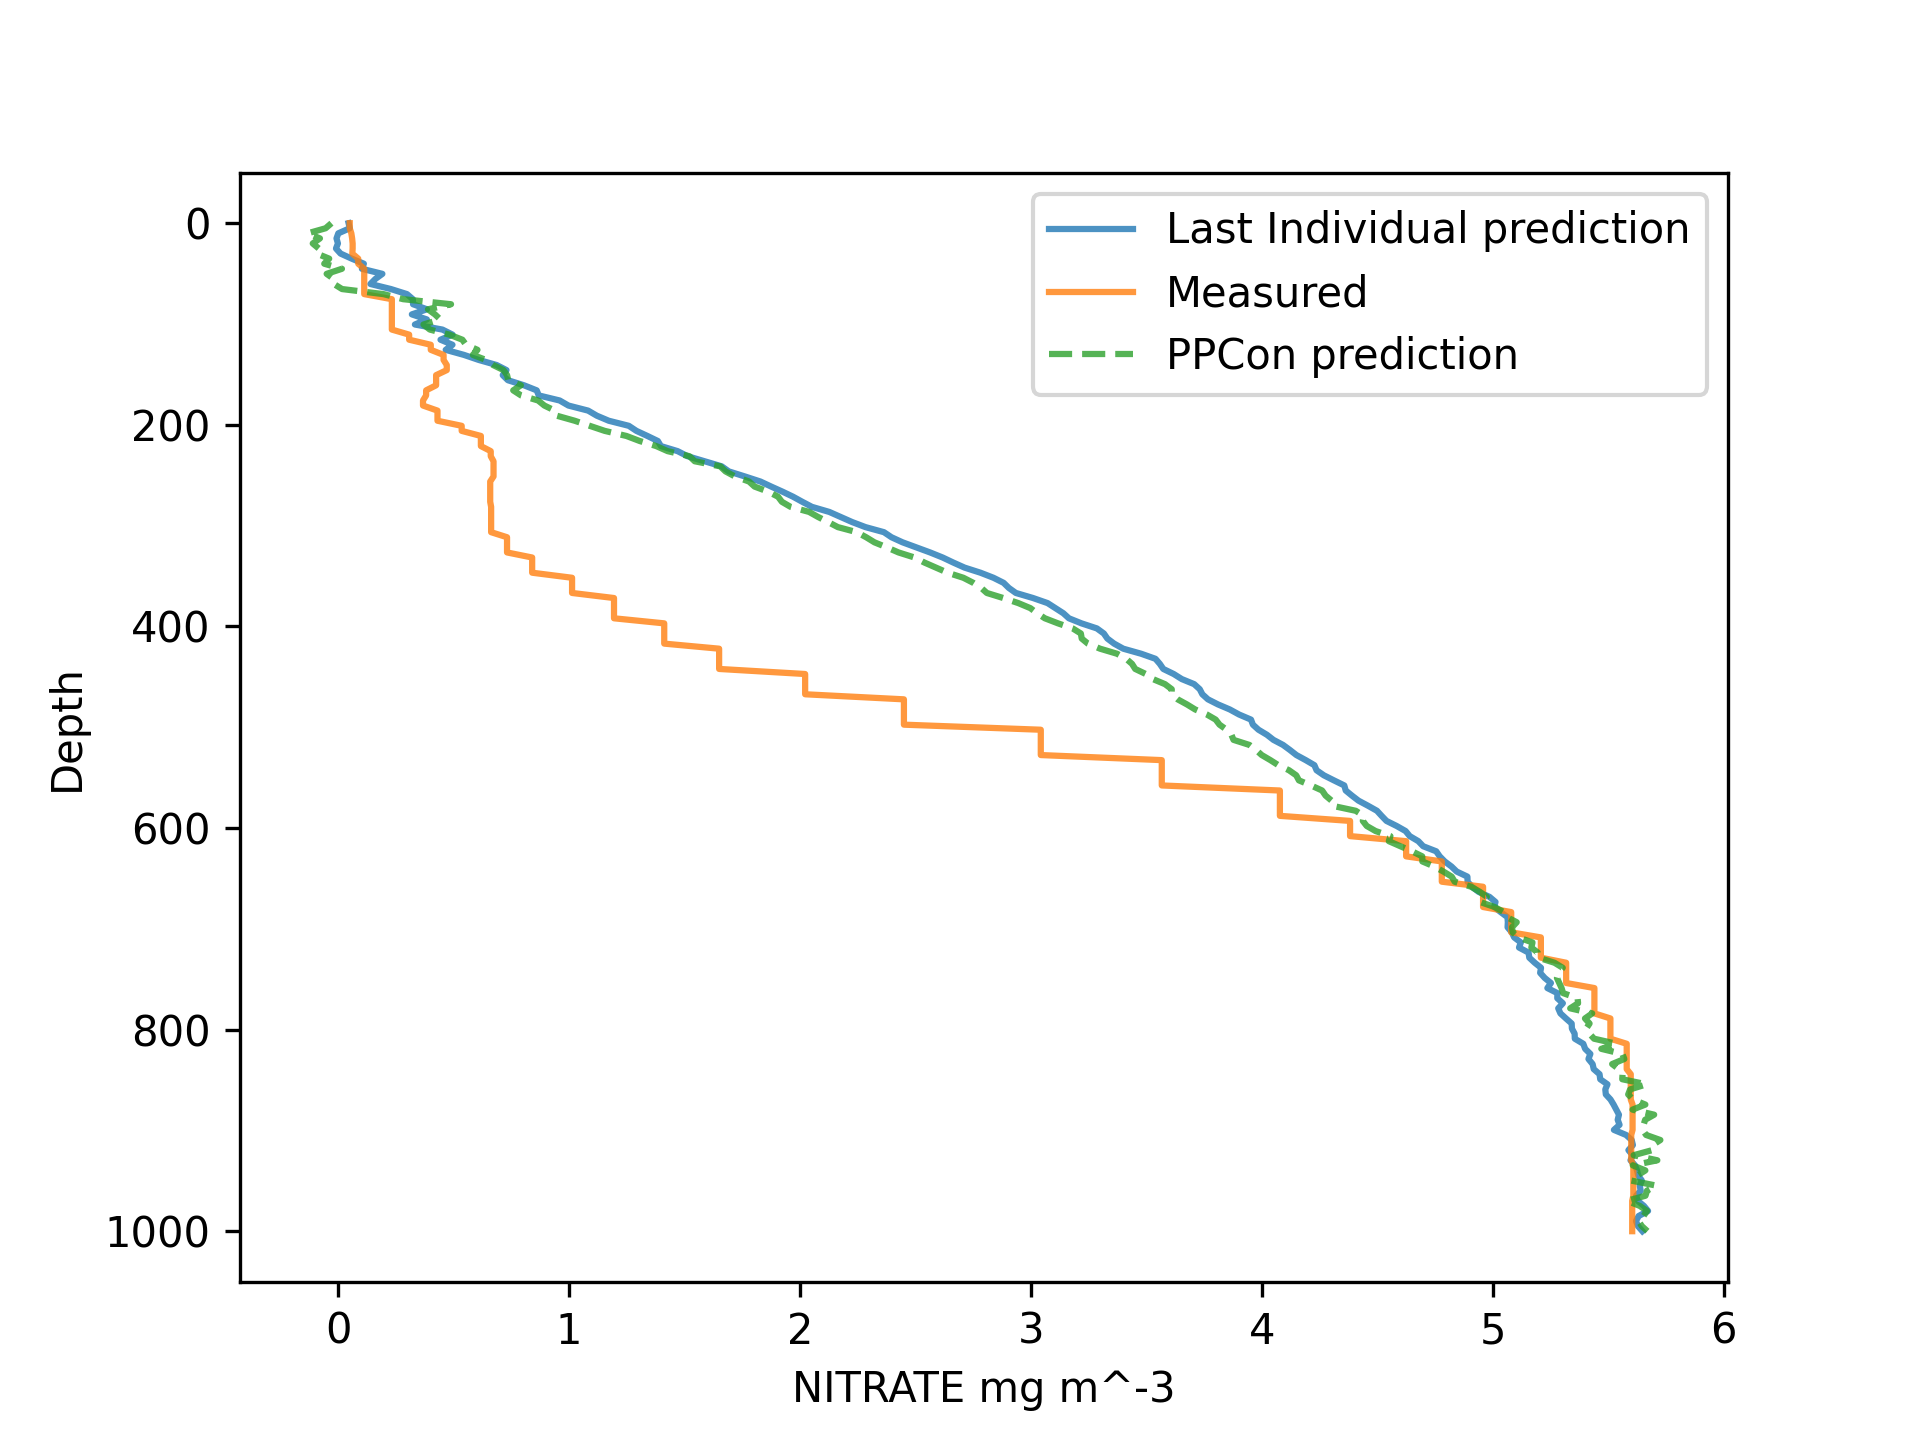 Last Individual prediction
Measured
PPCon prediction
0
200
400
600
800
1000
Depth
0 1 2 3 4 5 6
NITRATE mg m^-3